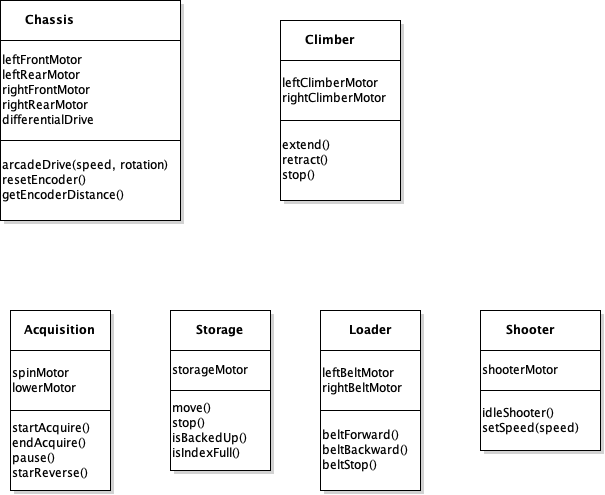 Chassis
leftFrontMotor
leftRearMotor
rightFrontMotor
rightRearMotor
differentialDrive
arcadeDrive(speed, rotation)
resetEncoder()
getEncoderDistance()
Climber
leftClimberMotor
rightClimberMotor
extend()
retract()
stop()
Acquisition
spinMotor
lowerMotor
startAcquire()
endAcquire()
pause()
starReverse()
Storage
storageMotor
move()
stop()
isBackedUp()
isIndexFull()
Loader
leftBeltMotor
rightBeltMotor
beltForward()
beltBackward()
beltStop()
Shooter
shooterMotor
idleShooter()
setSpeed(speed)